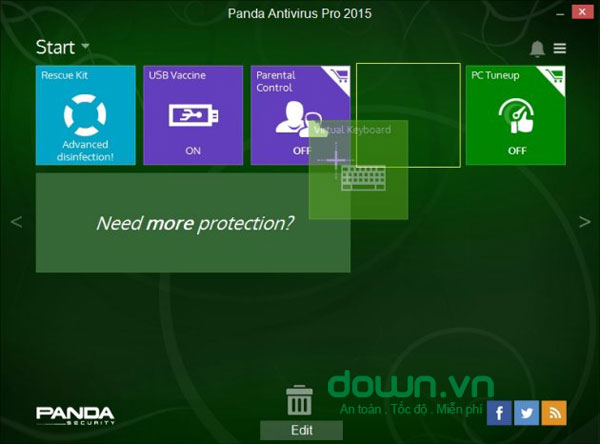 Panda Antivirus Pro 2015
Start
Rescue Kit
Advanced
disinfection!
USB Vaccine
ON
Parental
Control
OFF
Virtual Keyboard
PC Tuneup
OFF
Need more protection?
down.vn
An toàn . Tốc độ . Miễn phí
PANDA
SECURITY
Edit